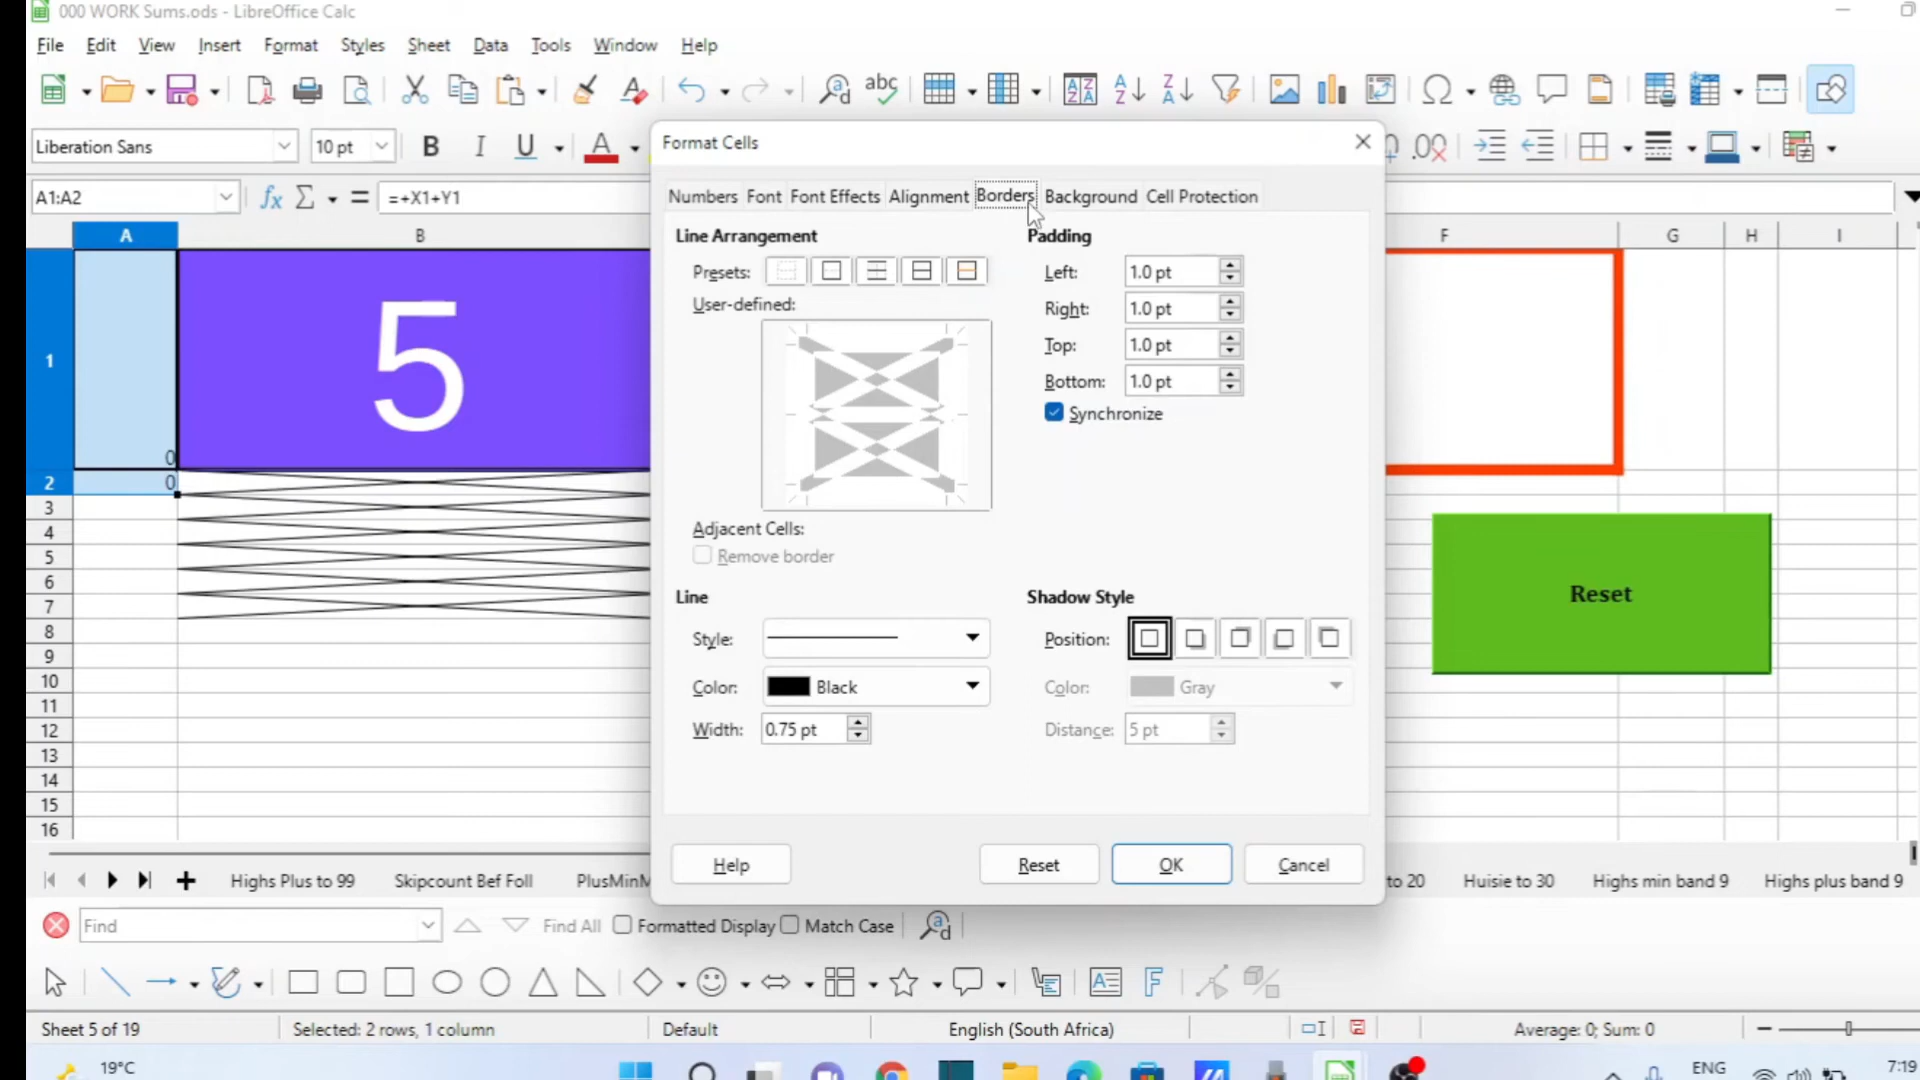 000 WORK Sums.ods - LibreOffice Calc
File Edit View Insert Format Styles Sheet Data Tools Window Help
Liberation Sans 10 pt B I U A
A1:A2 fx Σ = =+X1+Y1
A B F G H I
1
5
0
2 0
3
4
5
6
7
8
9
10
11
12
13
14
15
16
Reset
Format Cells
Numbers Font Font Effects Alignment Borders Background Cell Protection
Line Arrangement
Presets:
User-defined:
Adjacent Cells:
Remove border
Padding
Left: 1.0 pt
Right: 1.0 pt
Top: 1.0 pt
Bottom: 1.0 pt
Synchronize
Line
Style:
Color: Black
Width: 0.75 pt
Shadow Style
Position:
Color: Gray
Distance: 5 pt
Help Reset OK Cancel
Highs Plus to 99 Skipcount Bef Foll PlusMinM to 20 Huisie to 30 Highs min band 9 Highs plus band 9
Find Find All Formatted Display Match Case
Sheet 5 of 19 Selected: 2 rows, 1 column Default English (South Africa) Average: 0; Sum: 0
19°C ENG 7:19